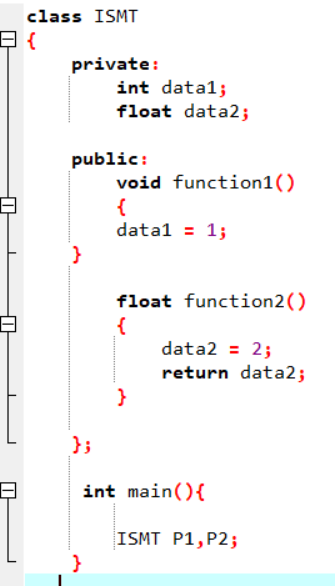 class ISMT
{
private:
int data1;
float data2;
public:
void function1()
{
data1 = 1;
}
float function2()
{
data2 = 2;
return data2;
}
};
int main(){
ISMT P1,P2;
}